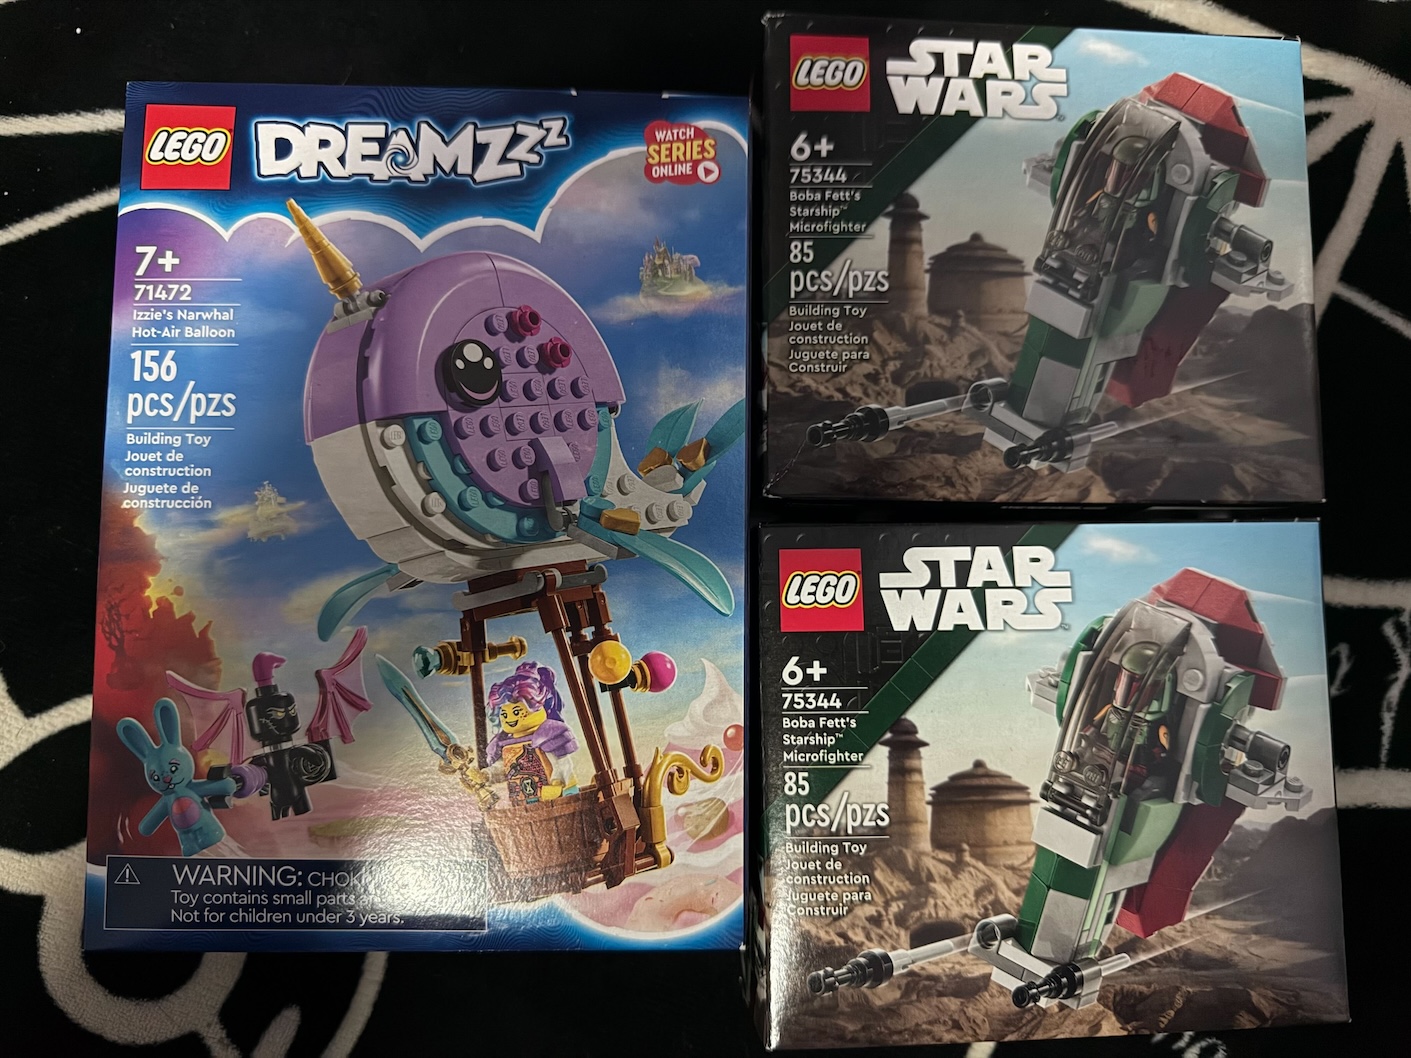 LEGO
DREAMZzz
WATCH
SERIES
ONLINE
7+
71472
Izzie's Narwhal
Hot-Air Balloon
156
pcs/pzs
Building Toy
Jouet de
construction
Juguete de
construcción
WARNING:
Toy contains small parts
Not for children under 3 years.
LEGO
STAR
WARS
6+
75344
Boba Fett's
Starship™
Microfighter
85
pcs/pzs
Building Toy
Jouet de
construction
Juguete para
Construir
LEGO
STAR
WARS
6+
75344
Boba Fett's
Starship™
Microfighter
85
pcs/pzs
Building Toy
Jouet de
construction
Juguete para
Construir